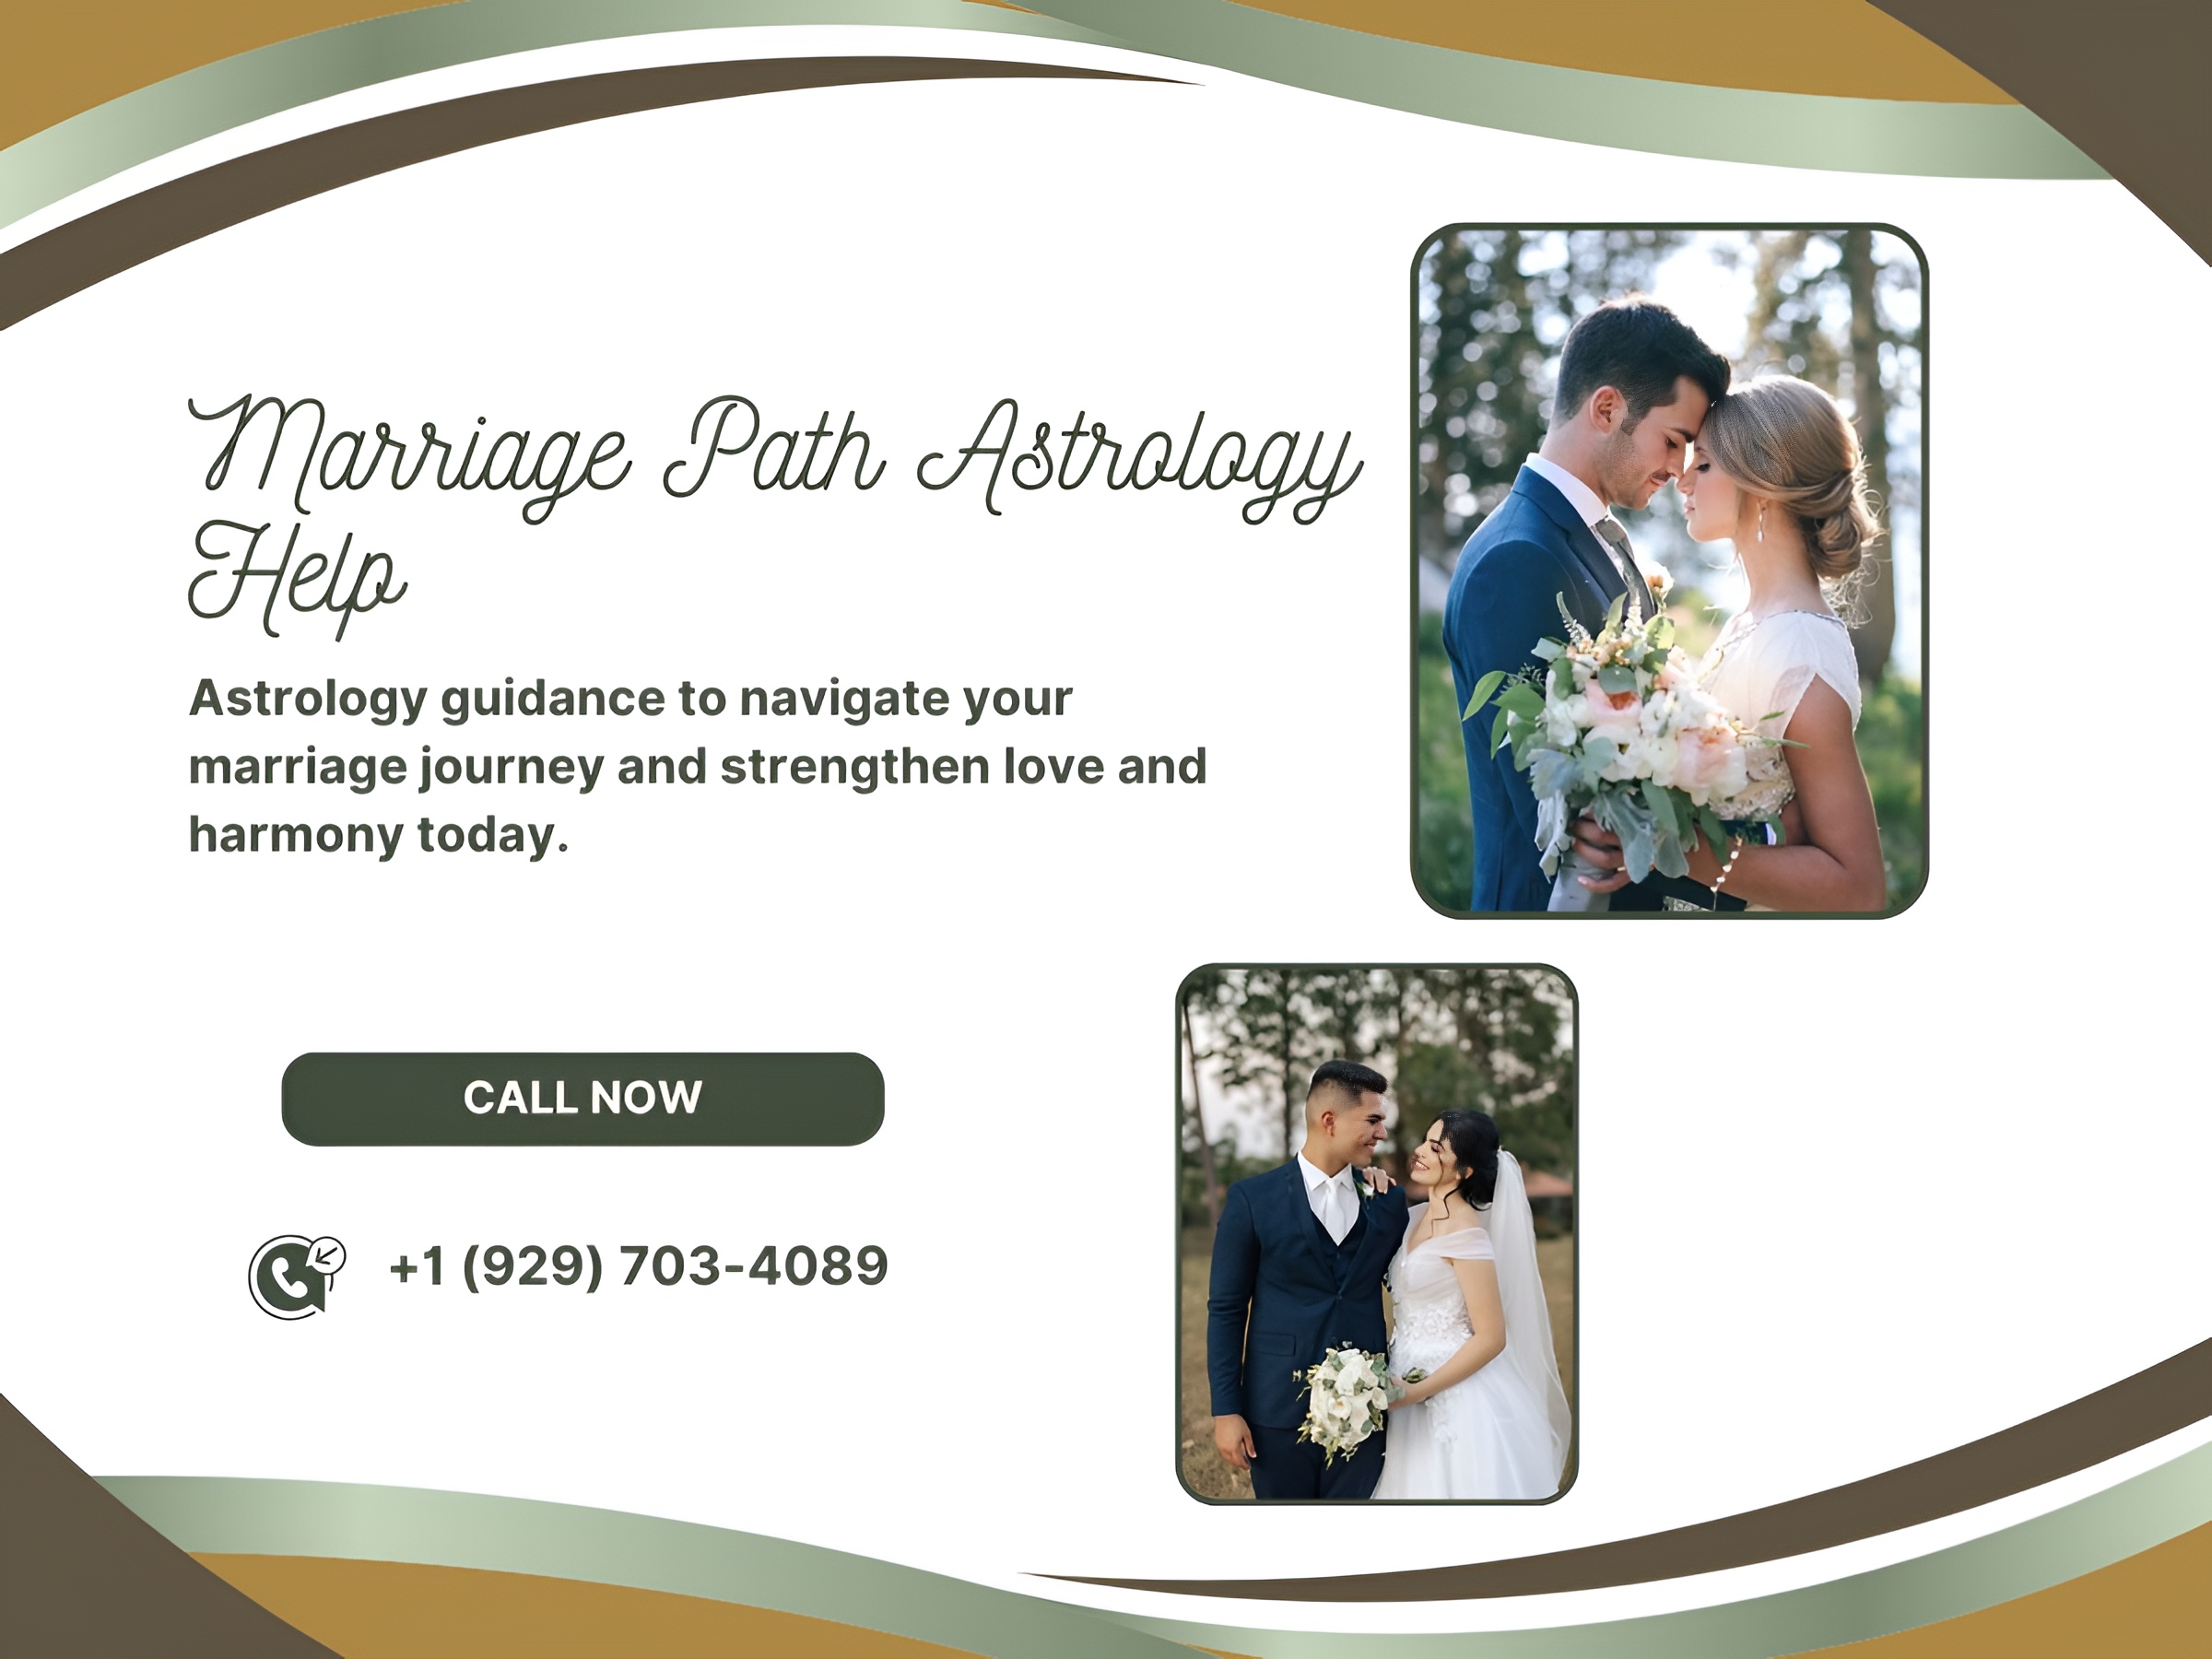 Marriage Path Astrology
Help
Astrology guidance to navigate your
marriage journey and strengthen love and
harmony today.
CALL NOW
+1 (929) 703-4089